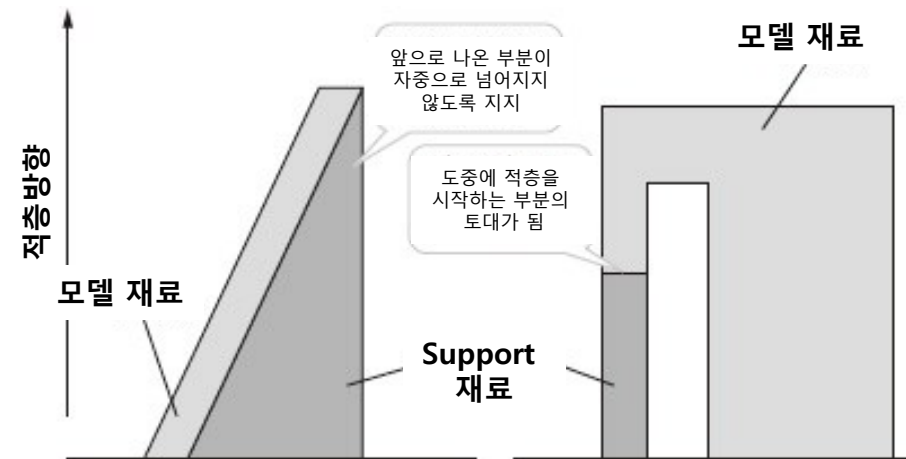 앞으로 나온 부분이
자중으로 넘어지지
않도록 지지
모델 재료
도중에 적층을
시작하는 부분의
토대가 됨
적층방향
모델 재료
Support
재료